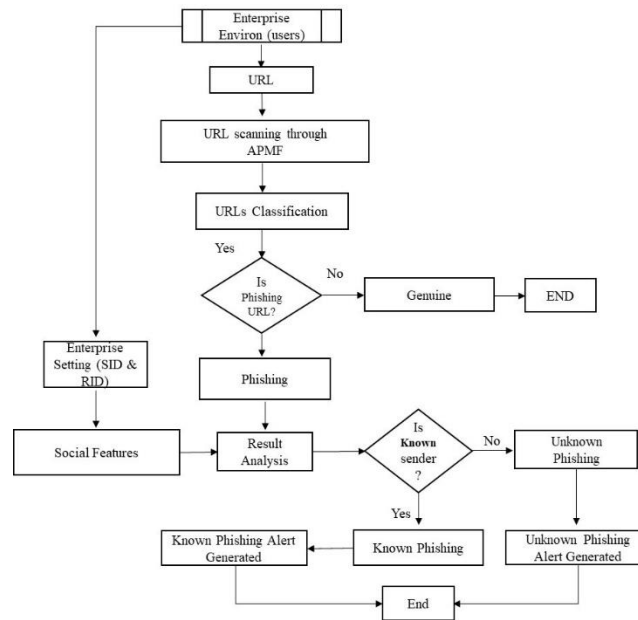 Enterprise
Environ (users)
URL
URL scanning through
APMF
URLs Classification
Yes
Is
Phishing
URL?
No
Genuine
END
Enterprise
Setting (SID &
RID)
Phishing
Social Features
Result
Analysis
Is
Known
sender
?
No
Unknown
Phishing
Yes
Known Phishing Alert
Generated
Known Phishing
Unknown Phishing
Alert Generated
End